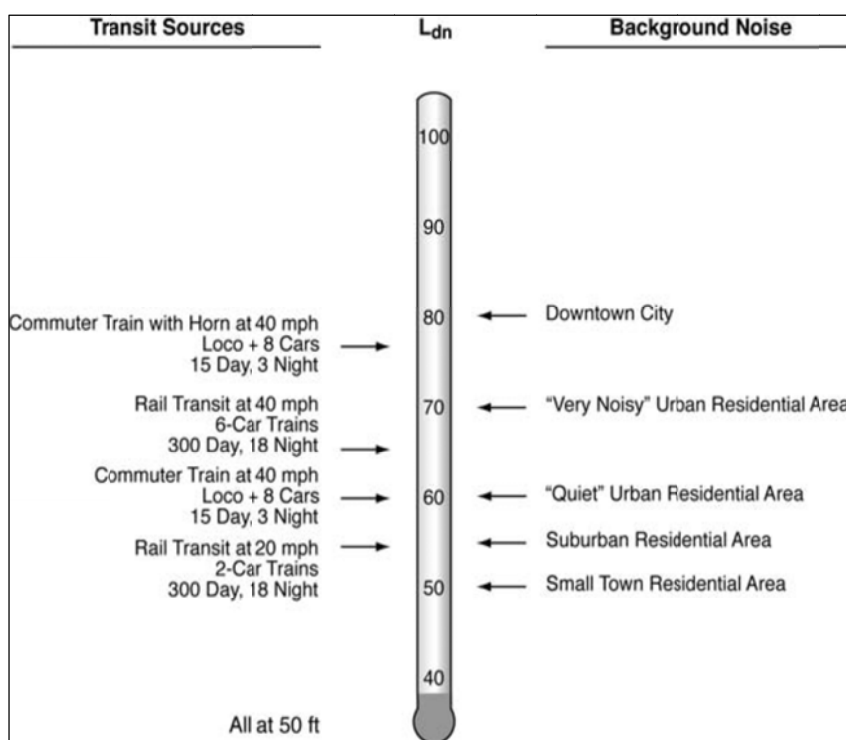 Transit Sources
Ldn
Background Noise
100
90
80
70
60
50
40
Commuter Train with Horn at 40 mph
Loco + 8 Cars
15 Day, 3 Night
Rail Transit at 40 mph
6-Car Trains
300 Day, 18 Night
Commuter Train at 40 mph
Loco + 8 Cars
15 Day, 3 Night
Rail Transit at 20 mph
2-Car Trains
300 Day, 18 Night
All at 50 ft
Downtown City
“Very Noisy” Urban Residential Area
“Quiet” Urban Residential Area
Suburban Residential Area
Small Town Residential Area